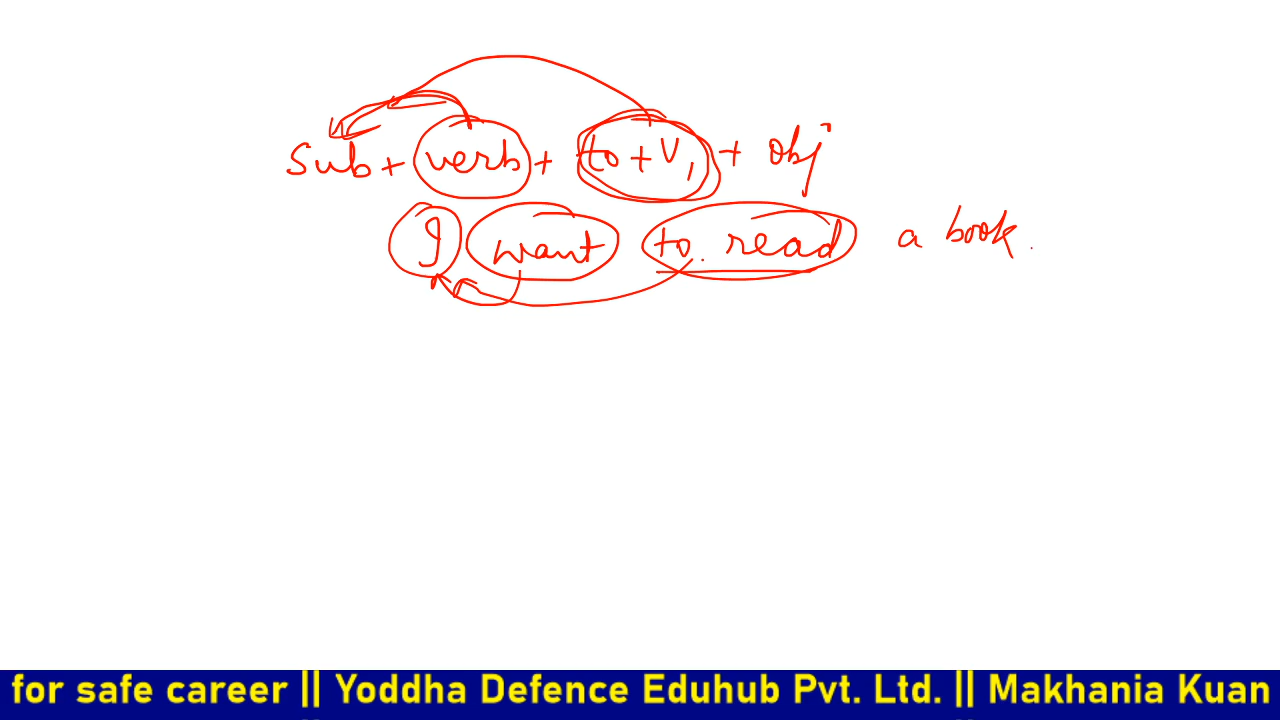 Sub + verb + to + V1 + obj
I want to read a book.
for safe career || Yoddha Defence Eduhub Pvt. Ltd. || Makhania Kuan